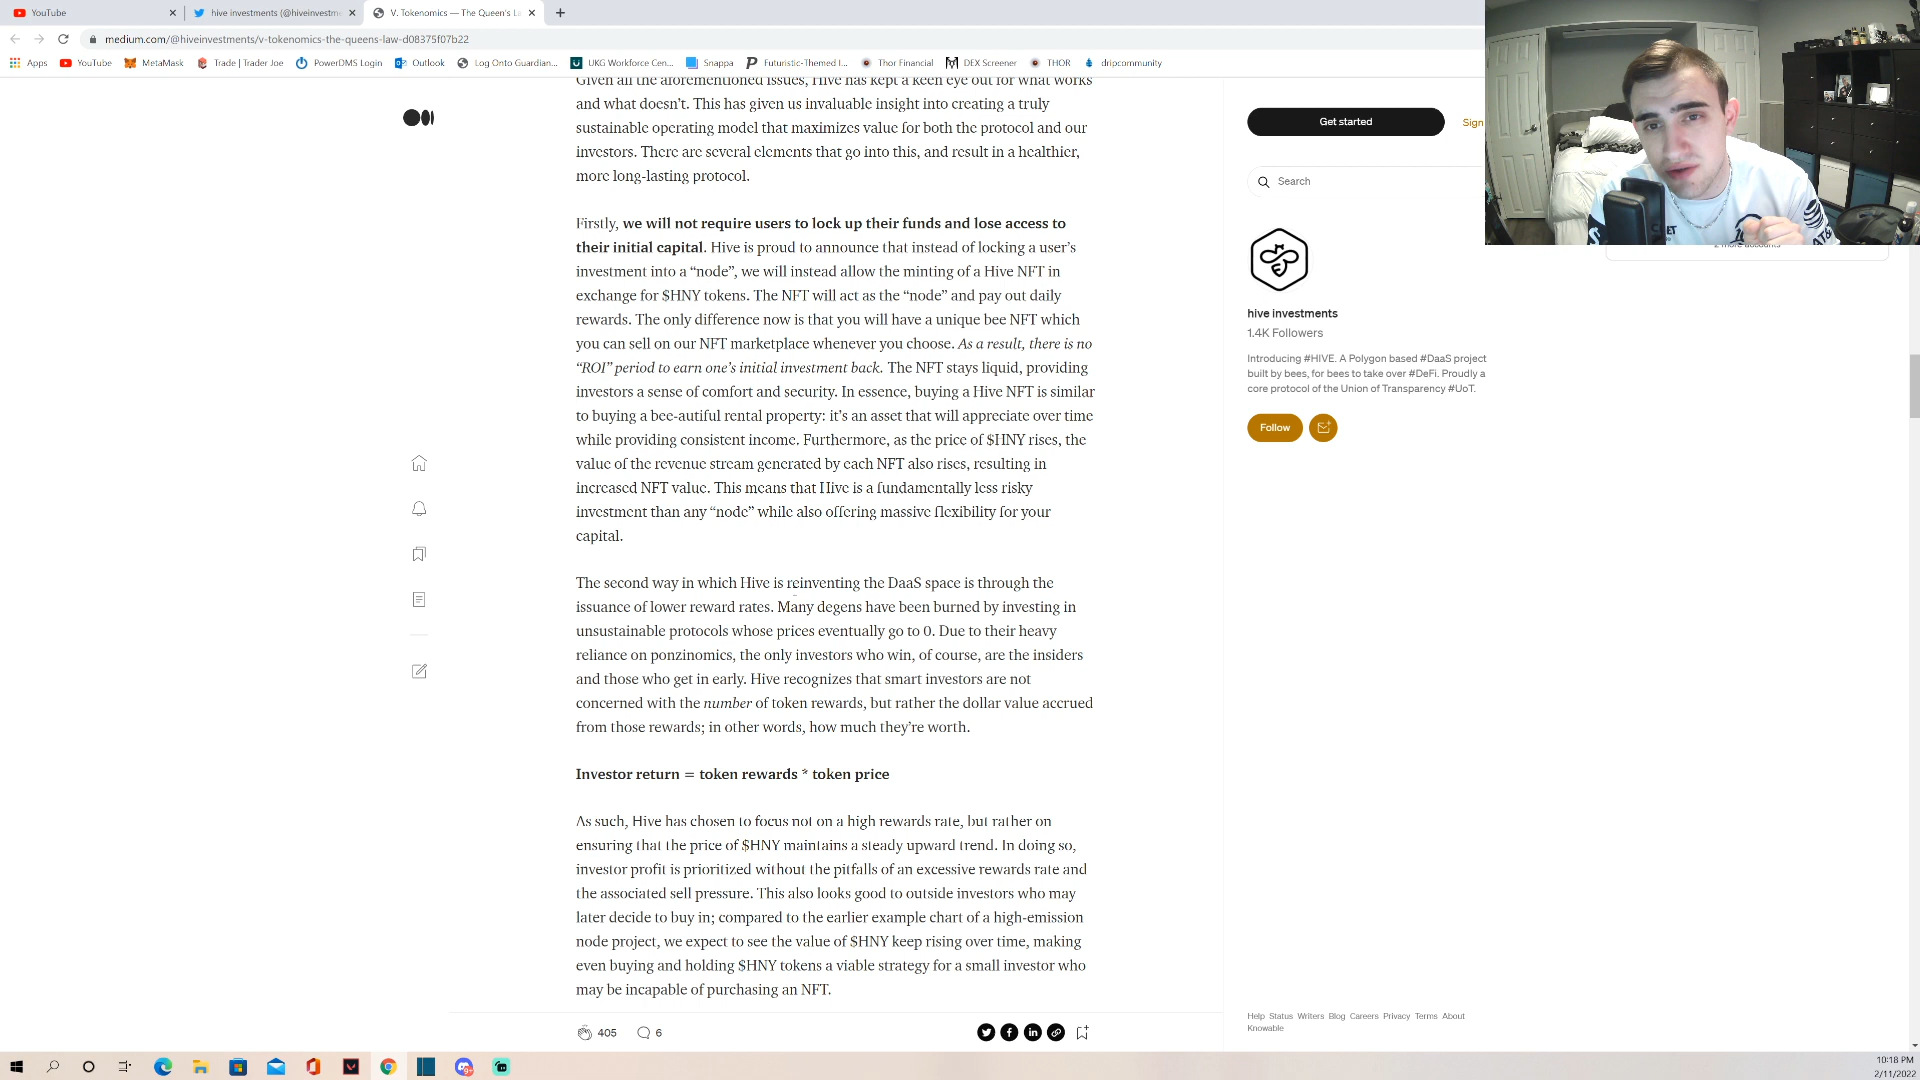 YouTube
hive investments (@hiveinvestm
V. Tokenomics — The Queen's La
medium.com/@hiveinvestments/v-tokenomics-the-queens-law-d08375f07b22
Apps YouTube MetaMask Trade | Trader Joe PowerDMS Login Outlook Log Onto Guardian... UKG Workforce Cen... Snappa Futuristic-Themed I... Thor Financial DEX Screener THOR dripcommunity
Given all the aforementioned issues, Hive has kept a keen eye out for what works
and what doesn't. This has given us invaluable insight into creating a truly
sustainable operating model that maximizes value for both the protocol and our
investors. There are several elements that go into this, and result in a healthier,
more long-lasting protocol.
Firstly, we will not require users to lock up their funds and lose access to
their initial capital. Hive is proud to announce that instead of locking a user's
investment into a “node”, we will instead allow the minting of a Hive NFT in
exchange for $HNY tokens. The NFT will act as the “node” and pay out daily
rewards. The only difference now is that you will have a unique bee NFT which
you can sell on our NFT marketplace whenever you choose. As a result, there is no
“ROI” period to earn one's initial investment back. The NFT stays liquid, providing
investors a sense of comfort and security. In essence, buying a Hive NFT is similar
to buying a bee-autiful rental property: it's an asset that will appreciate over time
while providing consistent income. Furthermore, as the price of $HNY rises, the
value of the revenue stream generated by each NFT also rises, resulting in
increased NFT value. This means that Hive is a fundamentally less risky
investment than any “node” while also offering massive flexibility for your
capital.
The second way in which Hive is reinventing the DaaS space is through the
issuance of lower reward rates. Many degens have been burned by investing in
unsustainable protocols whose prices eventually go to 0. Due to their heavy
reliance on ponzinomics, the only investors who win, of course, are the insiders
and those who get in early. Hive recognizes that smart investors are not
concerned with the number of token rewards, but rather the dollar value accrued
from those rewards; in other words, how much they're worth.
Investor return = token rewards * token price
As such, Hive has chosen to focus not on a high rewards rate, but rather on
ensuring that the price of $HNY maintains a steady upward trend. In doing so,
investor profit is prioritized without the pitfalls of an excessive rewards rate and
the associated sell pressure. This also looks good to outside investors who may
later decide to buy in; compared to the earlier example chart of a high-emission
node project, we expect to see the value of $HNY keep rising over time, making
even buying and holding $HNY tokens a viable strategy for a small investor who
may be incapable of purchasing an NFT.
405 6
Get started Sign
Search
hive investments
1.4K Followers
Introducing #HIVE. A Polygon based #DaaS project
built by bees, for bees to take over #DeFi. Proudly a
core protocol of the Union of Transparency #UoT.
Follow
Help Status Writers Blog Careers Privacy Terms About
Knowable
10:18 PM
2/11/2022